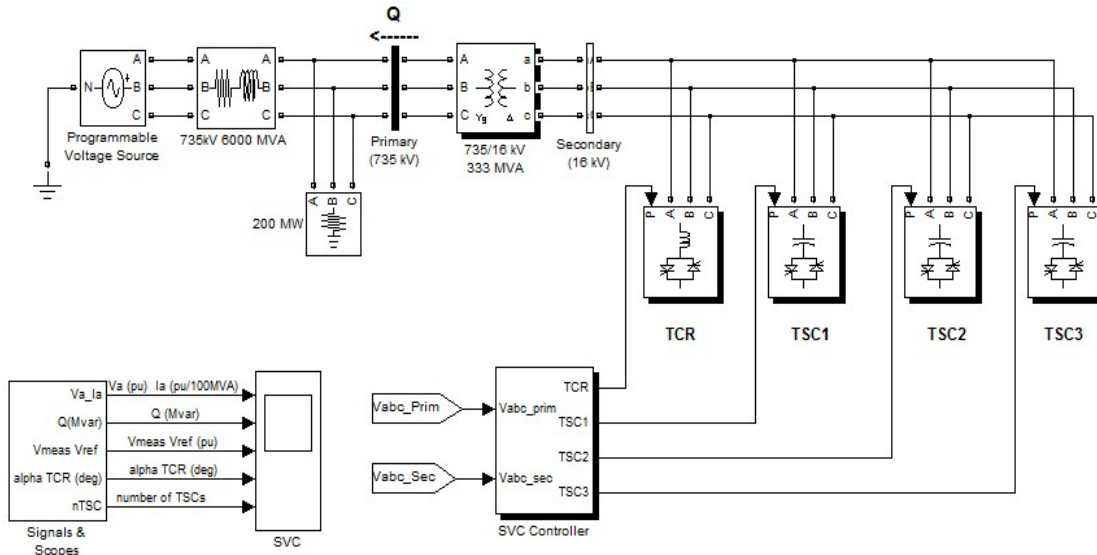 Q
<-----
N
A
B
C
A
B
C
A
B
C
A
B
C
a
b
c
Yg
Δ
Programmable
Voltage Source
735kV 6000 MVA
Primary
(735 kV)
735/16 kV
333 MVA
Secondary
(16 kV)
A B C
200 MW
P A B C
P A B C
P A B C
P A B C
TCR
TSC1
TSC2
TSC3
Va_Ia
Q(Mvar)
Vmeas Vref
alpha TCR (deg)
nTSC
Va (pu) Ia (pu/100MVA)
Q (Mvar)
Vmeas Vref (pu)
alpha TCR (deg)
number of TSCs
Signals &
Scopes
SVC
Vabc_Prim
Vabc_Sec
Vabc_prim
Vabc_sec
TCR
TSC1
TSC2
TSC3
SVC Controller